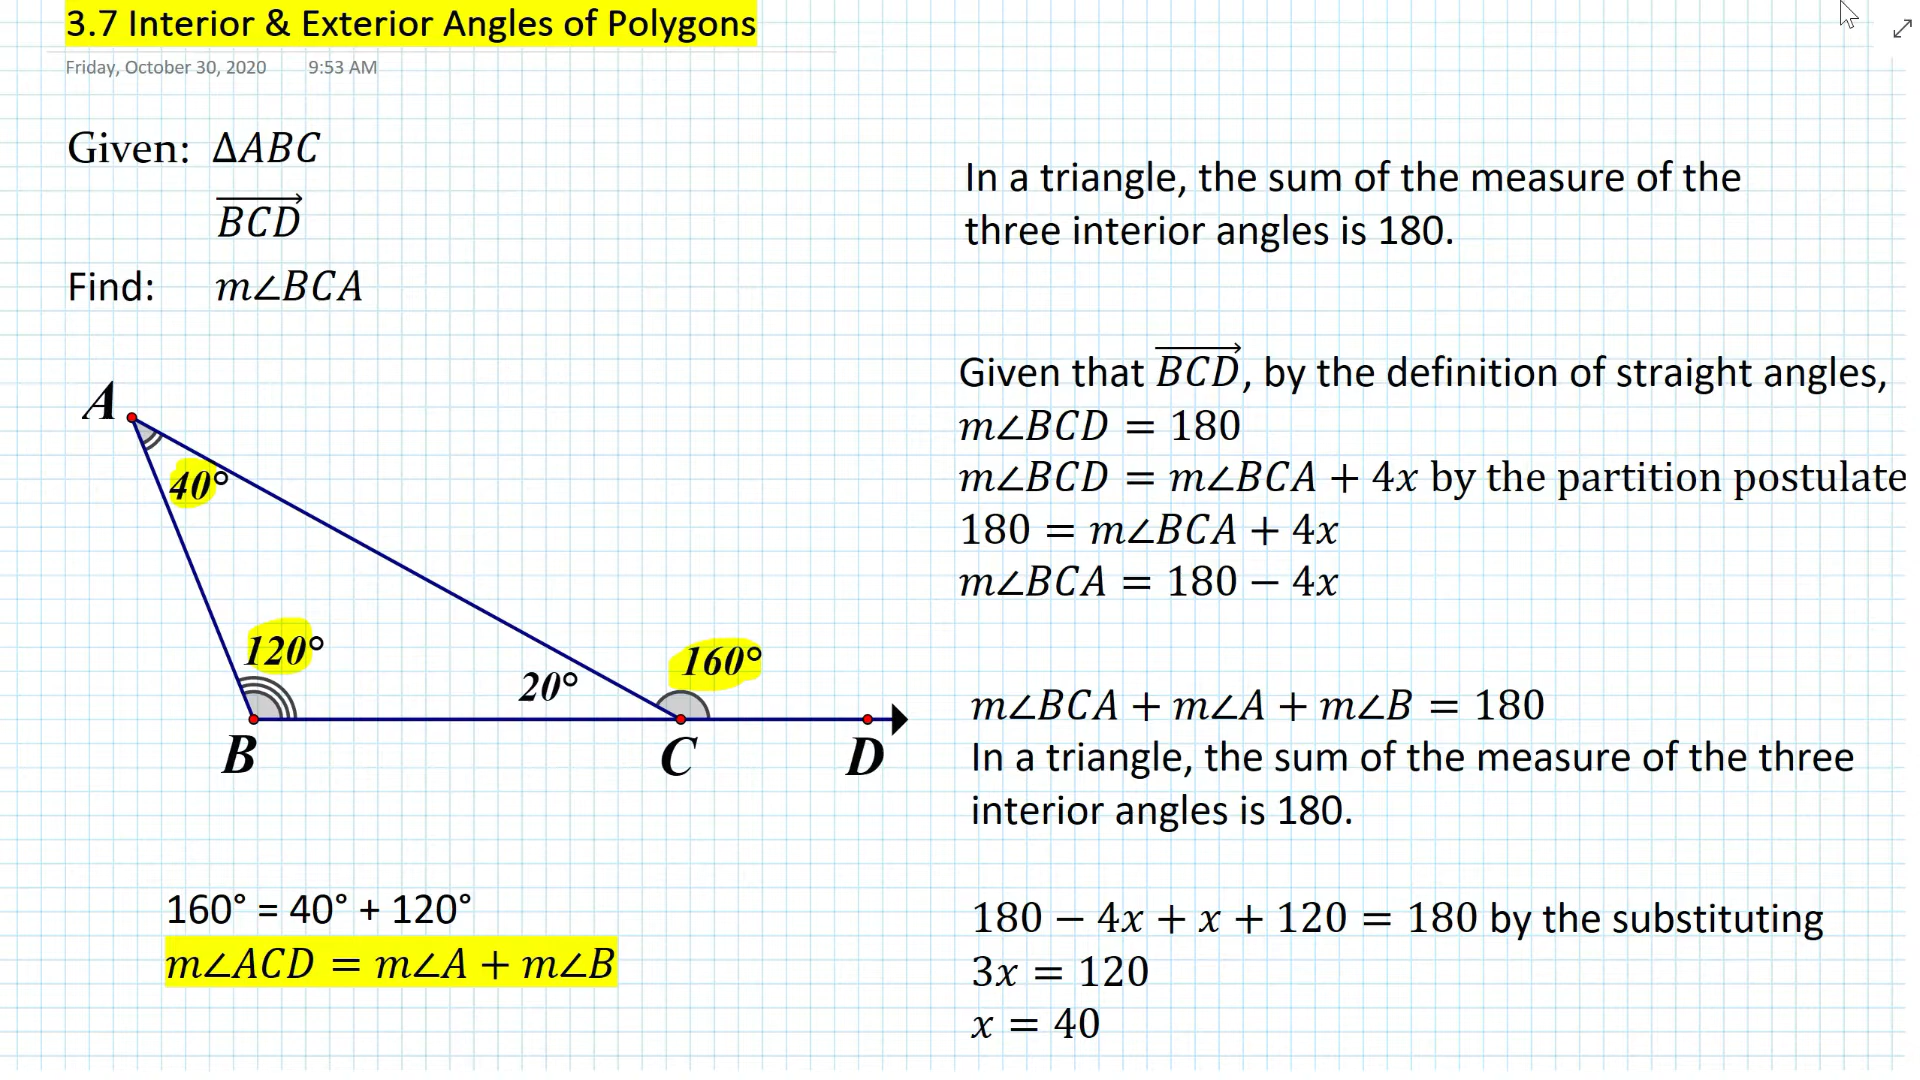 3.7 Interior & Exterior Angles of Polygons
Friday, October 30, 2020 9:53 AM
Given: ΔABC
BCD
Find: m∠BCA
A
40°
120°
20°
160°
B
C
D
160° = 40° + 120°
m∠ACD = m∠A + m∠B
In a triangle, the sum of the measure of the
three interior angles is 180.
Given that BCD, by the definition of straight angles,
m∠BCD = 180
m∠BCD = m∠BCA + 4x by the partition postulate
180 = m∠BCA + 4x
m∠BCA = 180 − 4x
m∠BCA + m∠A + m∠B = 180
In a triangle, the sum of the measure of the three
interior angles is 180.
180 − 4x + x + 120 = 180 by the substituting
3x = 120
x = 40